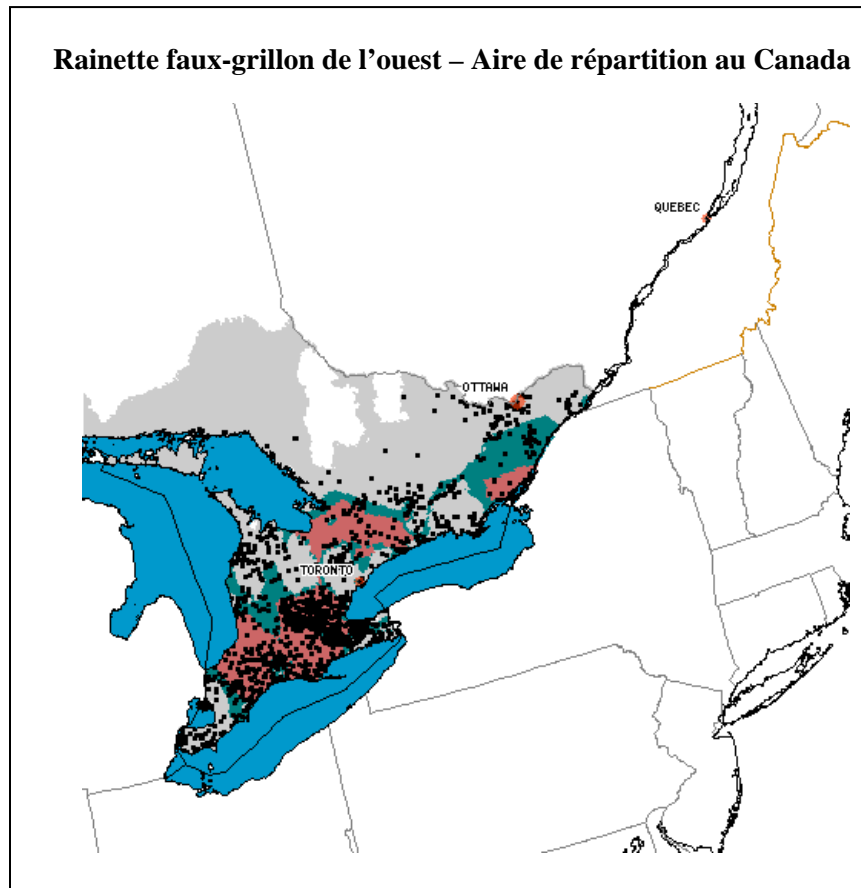 Rainette faux-grillon de l’ouest – Aire de répartition au Canada
QUEBEC
OTTAWA
TORONTO